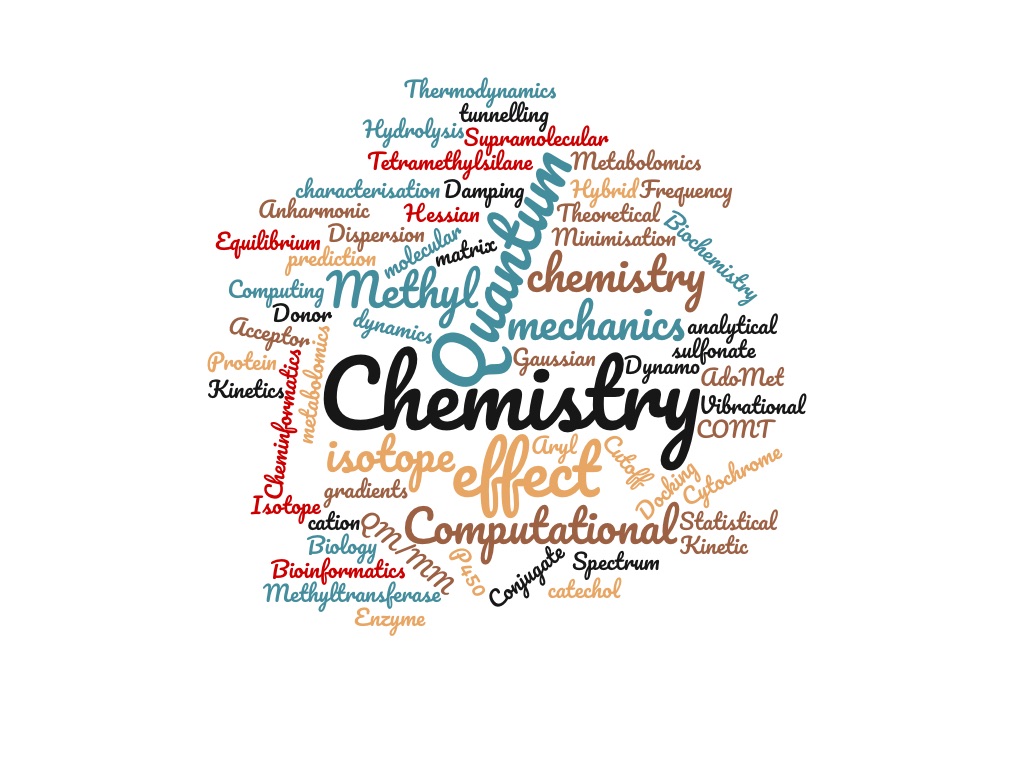 Thermodynamics
tunnelling
Hydrolysis
Supramolecular
Tetramethylsilane
Metabolomics
characterisation
Damping
Hybrid
Frequency
Anharmonic
Hessian
Quantum
Theoretical
Biochemistry
Equilibrium
Dispersion
molecular
matrix
Minimisation
prediction
chemistry
Computing
Methyl
Donor
dynamics
mechanics
analytical
Acceptor
metabolomics
sulfonate
Protein
Gaussian
Dynamo
AdoMet
Kinetics
Cheminformatics
Chemistry
Vibrational
COMT
isotope
effect
Aryl
Cutoff
Docking
Cytochrome
gradients
Isotope
cation
QM/MM
Computational
Statistical
Biology
Kinetic
Bioinformatics
P450
Conjugate
Spectrum
Methyltransferase
catechol
Enzyme